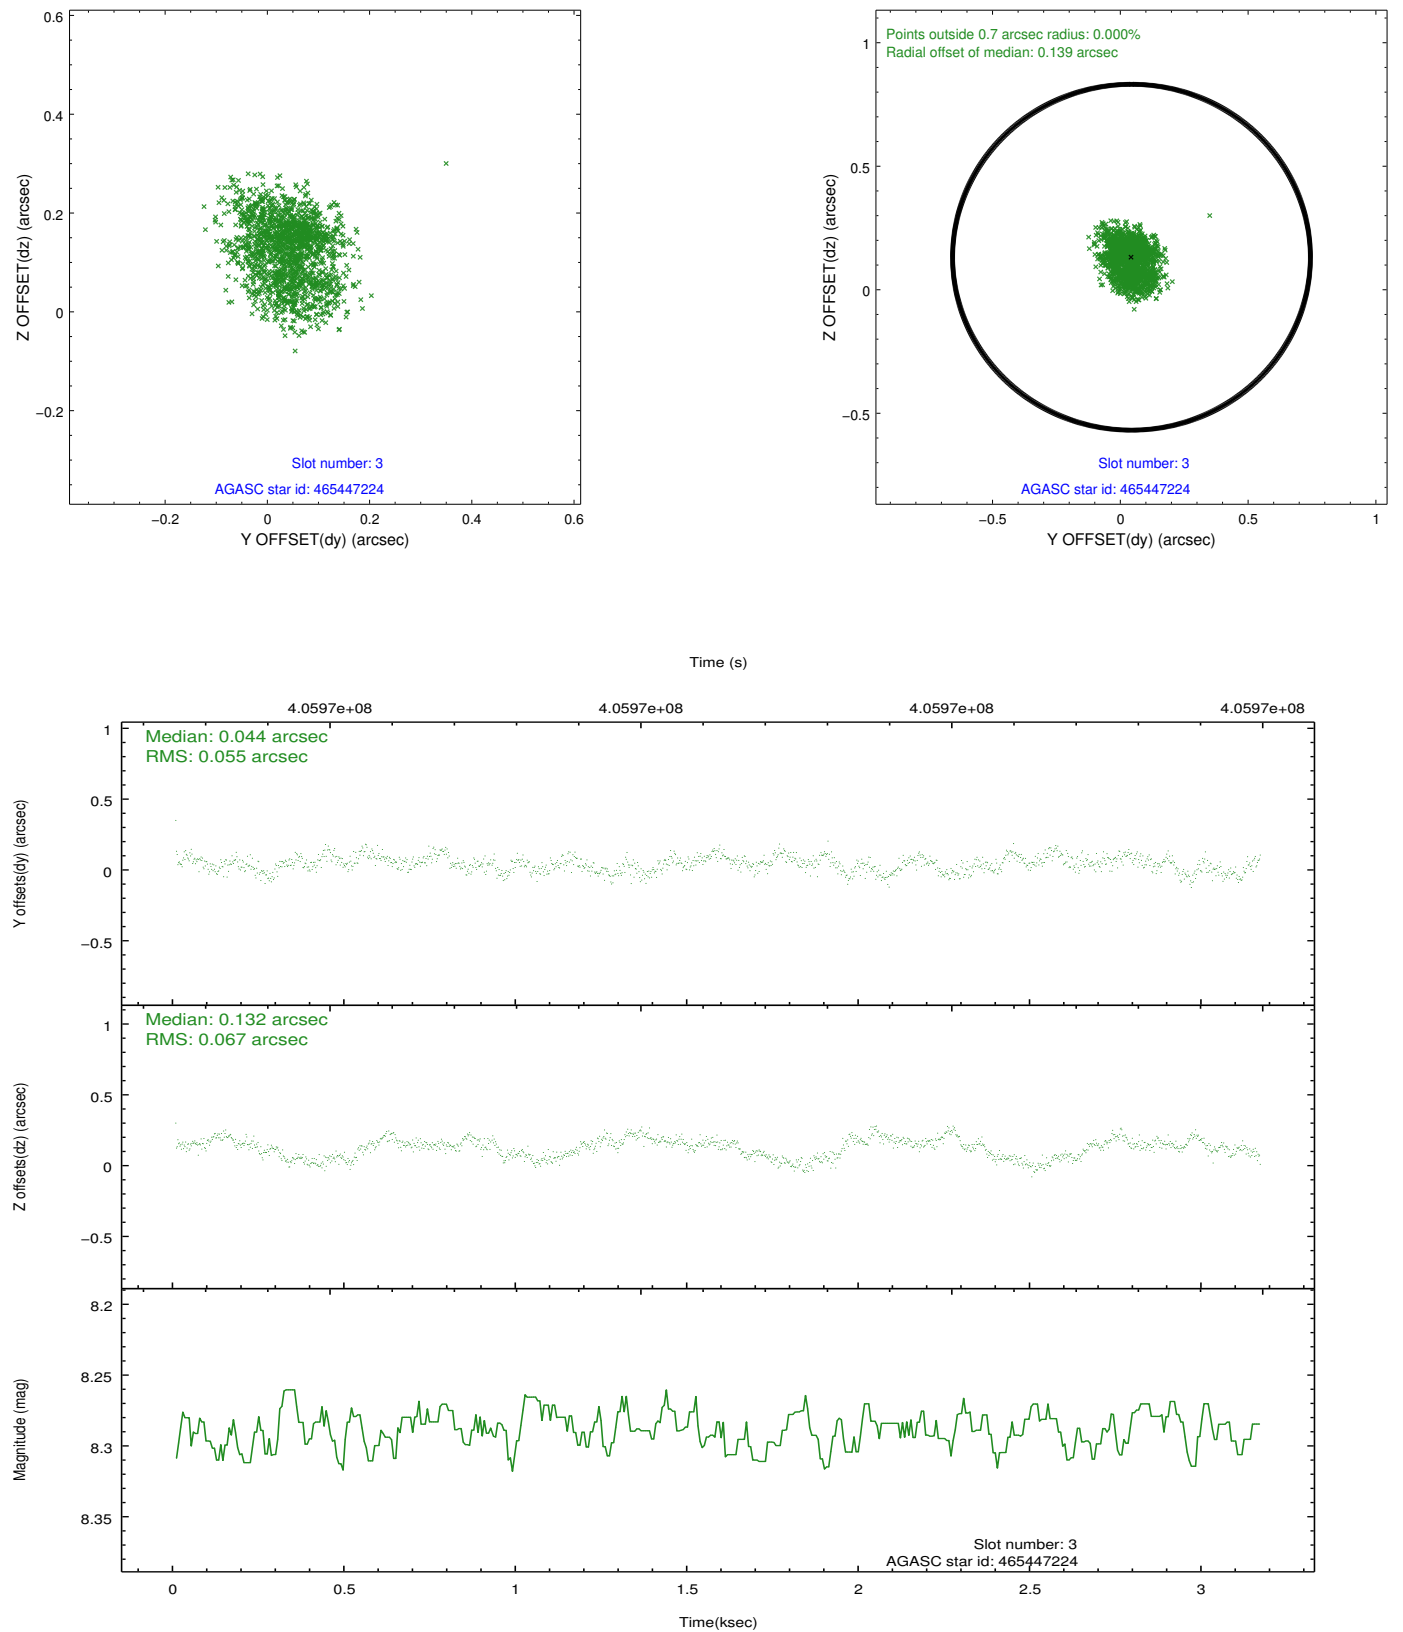 0.6
0.4
0.2
0
−0.2
−0.2
0
0.2
0.4
0.6
Z OFFSET(dz) (arcsec)
Y OFFSET(dy) (arcsec)
Slot number: 3
AGASC star id: 465447224
Points outside 0.7 arcsec radius: 0.000%
Radial offset of median: 0.139 arcsec
1
0.5
0
−0.5
−0.5
0
0.5
1
Z OFFSET(dz) (arcsec)
Y OFFSET(dy) (arcsec)
Slot number: 3
AGASC star id: 465447224
Time (s)
4.0597e+08
4.0597e+08
4.0597e+08
4.0597e+08
Median: 0.044 arcsec
RMS: 0.055 arcsec
1
0.5
0
−0.5
Y offsets(dy) (arcsec)
Median: 0.132 arcsec
RMS: 0.067 arcsec
1
0.5
0
−0.5
Z offsets(dz) (arcsec)
8.2
8.25
8.3
8.35
Magnitude (mag)
Slot number: 3
AGASC star id: 465447224
0
0.5
1
1.5
2
2.5
3
Time(ksec)